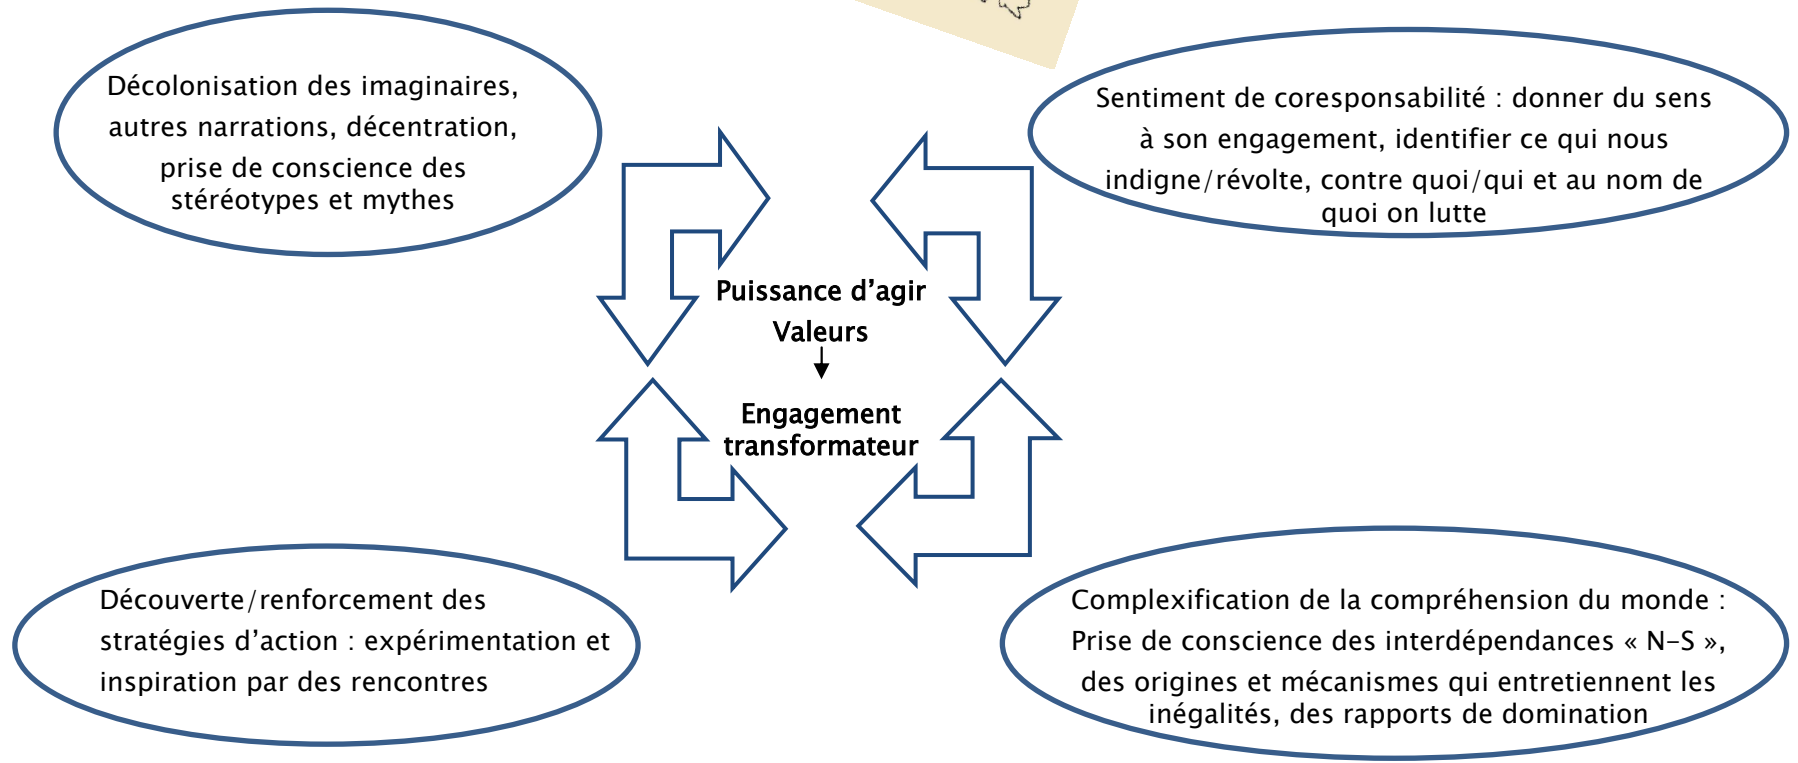 Décolonisation des imaginaires,
autres narrations, décentration,
prise de conscience des
stéréotypes et mythes
Sentiment de coresponsabilité : donner du sens
à son engagement, identifier ce qui nous
indigne/révolte, contre quoi/qui et au nom de
quoi on lutte
Puissance d’agir
Valeurs
Engagement
transformateur
Découverte/renforcement des
stratégies d’action : expérimentation et
inspiration par des rencontres
Complexification de la compréhension du monde :
Prise de conscience des interdépendances « N-S »,
des origines et mécanismes qui entretiennent les
inégalités, des rapports de domination